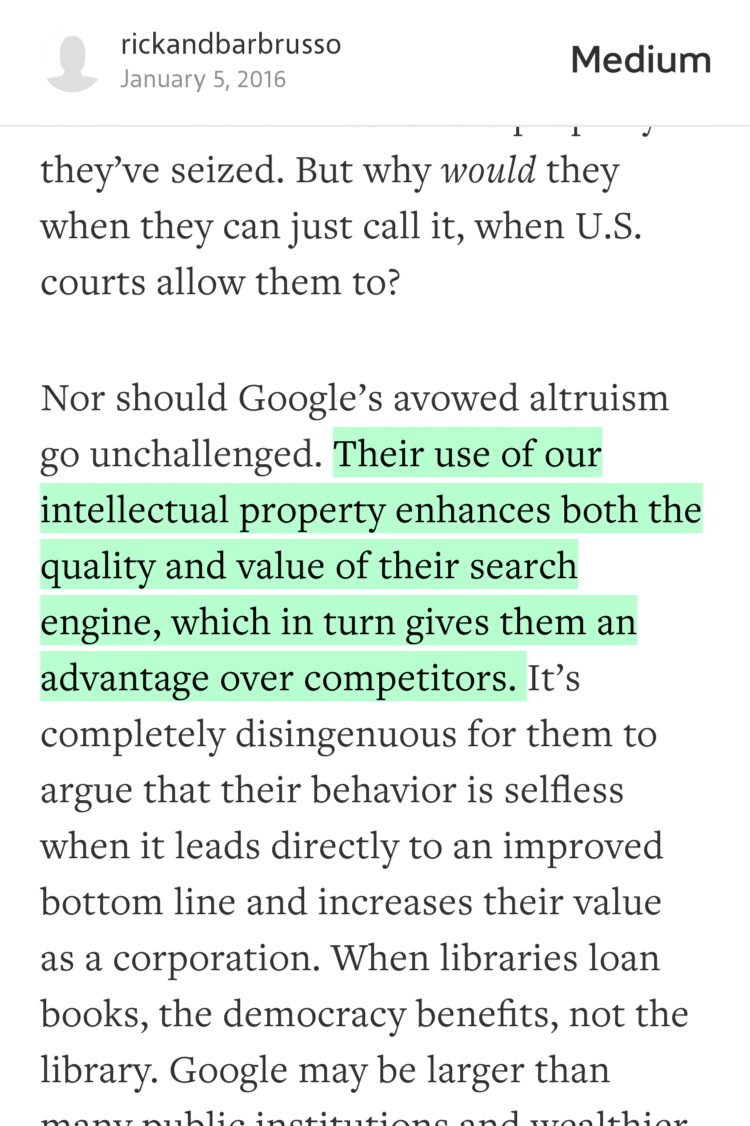 rickandbarbrusso
January 5, 2016
Medium
they’ve seized. But why would they
when they can just call it, when U.S.
courts allow them to?
Nor should Google’s avowed altruism
go unchallenged. Their use of our
intellectual property enhances both the
quality and value of their search
engine, which in turn gives them an
advantage over competitors. It’s
completely disingenuous for them to
argue that their behavior is selfless
when it leads directly to an improved
bottom line and increases their value
as a corporation. When libraries loan
books, the democracy benefits, not the
library. Google may be larger than
many public institutions and wealthier